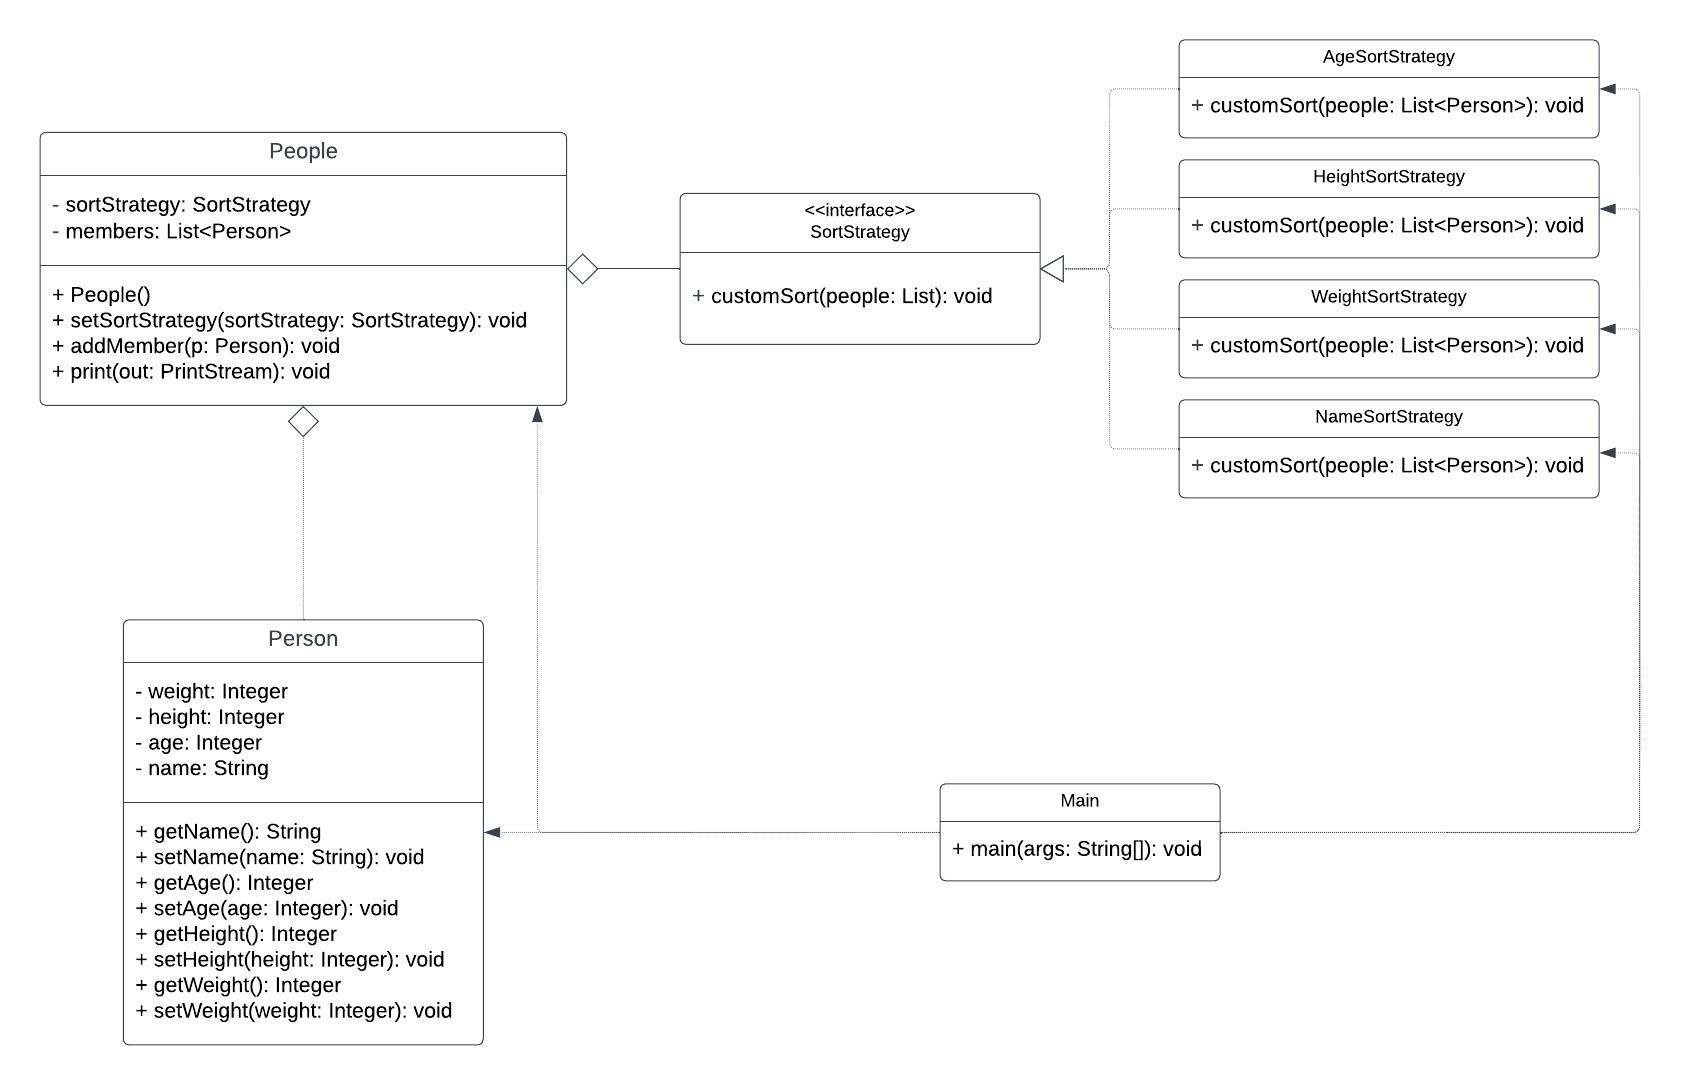 People
- sortStrategy: SortStrategy
- members: List<Person>
+ People()
+ setSortStrategy(sortStrategy: SortStrategy): void
+ addMember(p: Person): void
+ print(out: PrintStream): void
<<interface>>
SortStrategy
+ customSort(people: List): void
AgeSortStrategy
+ customSort(people: List<Person>): void
HeightSortStrategy
+ customSort(people: List<Person>): void
WeightSortStrategy
+ customSort(people: List<Person>): void
NameSortStrategy
+ customSort(people: List<Person>): void
Person
- weight: Integer
- height: Integer
- age: Integer
- name: String
+ getName(): String
+ setName(name: String): void
+ getAge(): Integer
+ setAge(age: Integer): void
+ getHeight(): Integer
+ setHeight(height: Integer): void
+ getWeight(): Integer
+ setWeight(weight: Integer): void
Main
+ main(args: String[]): void